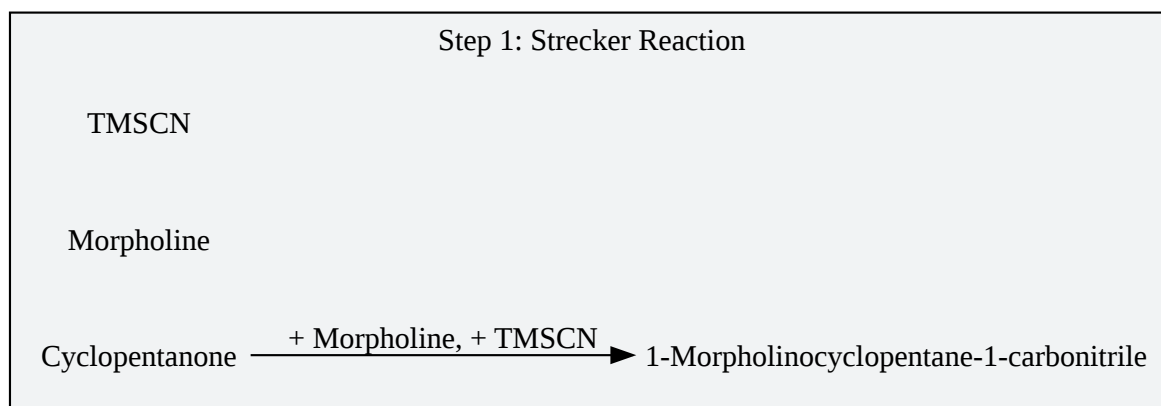 Step 1: Strecker Reaction
TMSCN
Morpholine
Cyclopentanone + Morpholine, + TMSCN 1-Morpholinocyclopentane-1-carbonitrile